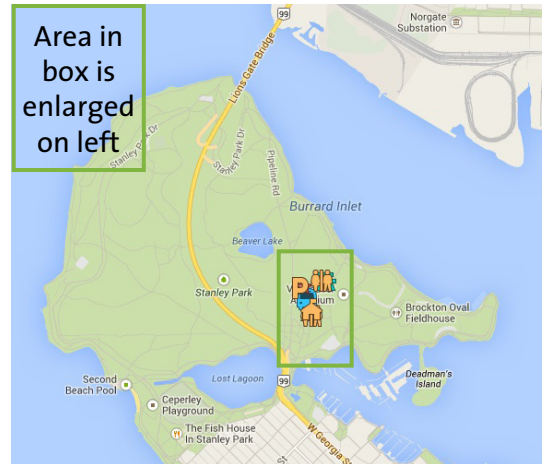 Area in
box is
enlarged
on left
99
Norgate
Substation
Lions Gate Bridge
Stanley Park Dr
Stanley Park Dr
Pipeline Rd
Burrard Inlet
Beaver Lake
P
Stanley Park
Brockton Oval
Fieldhouse
Deadman's
Island
Second
Beach Pool
Lost Lagoon
99
Ceperley
Playground
W Georgia St
The Fish House
In Stanley Park